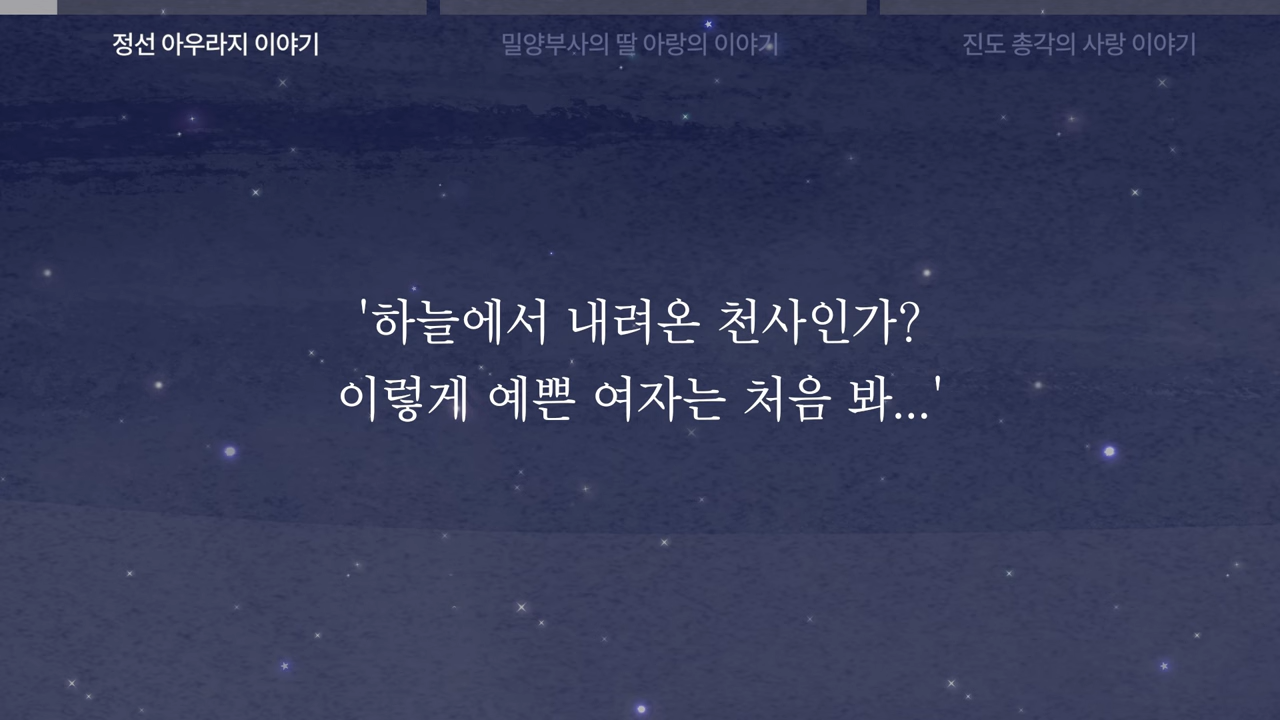 정선 아우라지 이야기
밀양부사의 딸 아랑의 이야기
진도 총각의 사랑 이야기
'하늘에서 내려온 천사인가?
이렇게 예쁜 여자는 처음 봐...'